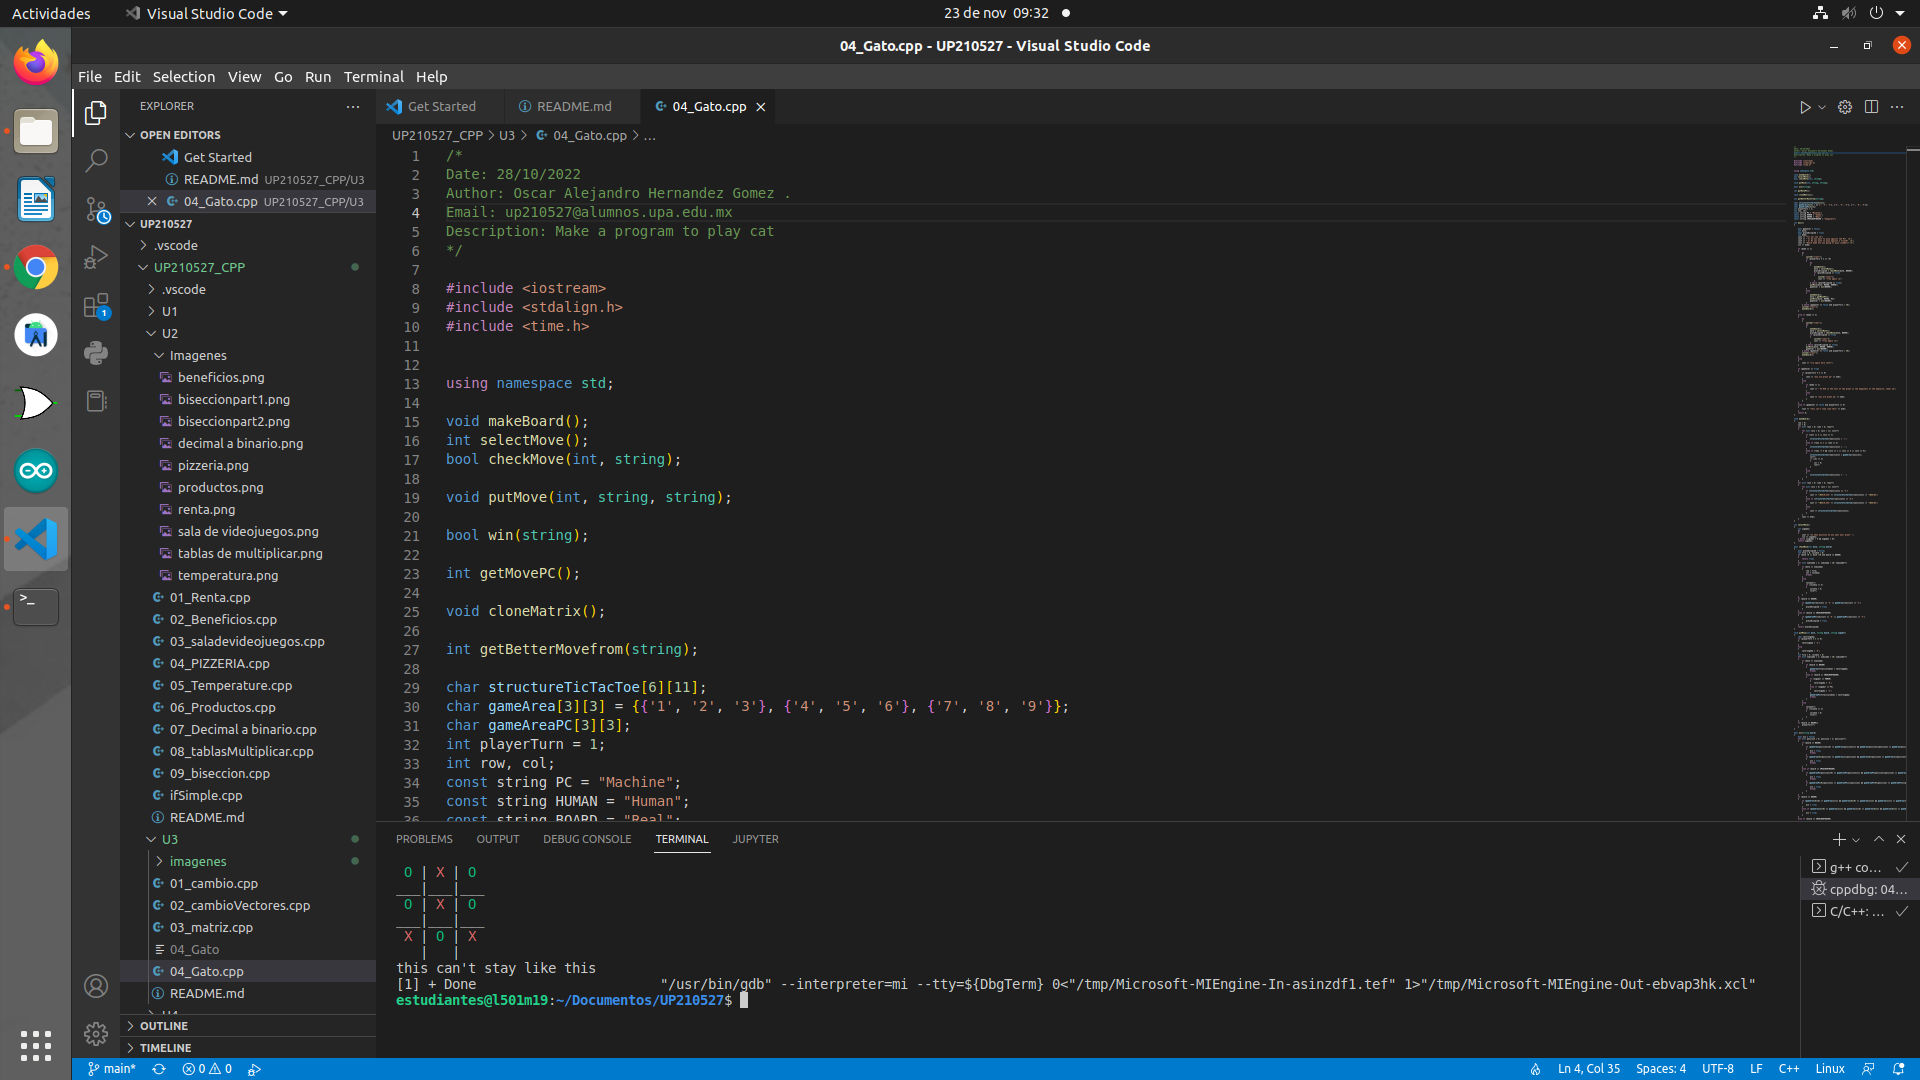 Actividades
Visual Studio Code
23 de nov 09:32
04_Gato.cpp - UP210527 - Visual Studio Code
File Edit Selection View Go Run Terminal Help
EXPLORER
OPEN EDITORS
Get Started
README.md UP210527_CPP/U3
04_Gato.cpp UP210527_CPP/U3
UP210527
.vscode
UP210527_CPP
.vscode
U1
U2
Imagenes
beneficios.png
biseccionpart1.png
biseccionpart2.png
decimal a binario.png
pizzeria.png
productos.png
renta.png
sala de videojuegos.png
tablas de multiplicar.png
temperatura.png
01_Renta.cpp
02_Beneficios.cpp
03_saladevideojuegos.cpp
04_PIZZERIA.cpp
05_Temperature.cpp
06_Productos.cpp
07_Decimal a binario.cpp
08_tablasMultiplicar.cpp
09_biseccion.cpp
ifSimple.cpp
README.md
U3
imagenes
01_cambio.cpp
02_cambioVectores.cpp
03_matriz.cpp
04_Gato
04_Gato.cpp
README.md
OUTLINE
TIMELINE
Get Started
README.md
04_Gato.cpp
UP210527_CPP > U3 > 04_Gato.cpp > ...
1 /*
2 Date: 28/10/2022
3 Author: Oscar Alejandro Hernandez Gomez .
4 Email: up210527@alumnos.upa.edu.mx
5 Description: Make a program to play cat
6 */
7
8 #include <iostream>
9 #include <stdalign.h>
10 #include <time.h>
11
12
13 using namespace std;
14
15 void makeBoard();
16 int selectMove();
17 bool checkMove(int, string);
18
19 void putMove(int, string, string);
20
21 bool win(string);
22
23 int getMovePC();
24
25 void cloneMatrix();
26
27 int getBetterMovefrom(string);
28
29 char structureTicTacToe[6][11];
30 char gameArea[3][3] = {{'1', '2', '3'}, {'4', '5', '6'}, {'7', '8', '9'}};
31 char gameAreaPC[3][3];
32 int playerTurn = 1;
33 int row, col;
34 const string PC = "Machine";
35 const string HUMAN = "Human";
36 const string BOARD = "Real";
PROBLEMS OUTPUT DEBUG CONSOLE TERMINAL JUPYTER
O | X | O
___|___|___
O | X | O
___|___|___
X | O | X
| |
this can't stay like this
[1] + Done "/usr/bin/gdb" --interpreter=mi --tty=${DbgTerm} 0<"/tmp/Microsoft-MIEngine-In-asinzdf1.tef" 1>"/tmp/Microsoft-MIEngine-Out-ebvap3hk.xcl"
estudiantes@l501m19:~/Documentos/UP210527$
g++ co...
cppdbg: 04...
C/C++: ...
main*
0 0
Ln 4, Col 35
Spaces: 4
UTF-8
LF
C++
Linux